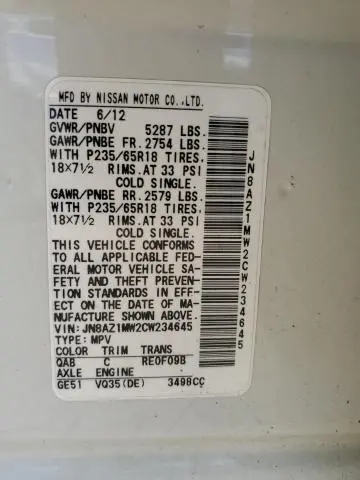 MFD BY NISSAN MOTOR CO.,LTD.
DATE 6/12
GVWR/PNBV 5287 LBS.
GAWR/PNBE FR. 2754 LBS.
WITH P235/65R18 TIRES,
18X7½ RIMS. AT 33 PSI
COLD SINGLE.
GAWR/PNBE RR. 2579 LBS.
WITH P235/65R18 TIRES,
18X7½ RIMS. AT 33 PSI
COLD SINGLE.
THIS VEHICLE CONFORMS
TO ALL APPLICABLE FED-
ERAL MOTOR VEHICLE SA-
FETY AND THEFT PREVEN-
TION STANDARDS IN EFF-
ECT ON THE DATE OF MA-
NUFACTURE SHOWN ABOVE.
VIN: JN8AZ1MW2CW234645
TYPE: MPV
COLOR TRIM TRANS
QAB C RE0F09B
AXLE ENGINE
GE51 VQ35(DE) 3498CC
JN8AZ1MW2CW234645